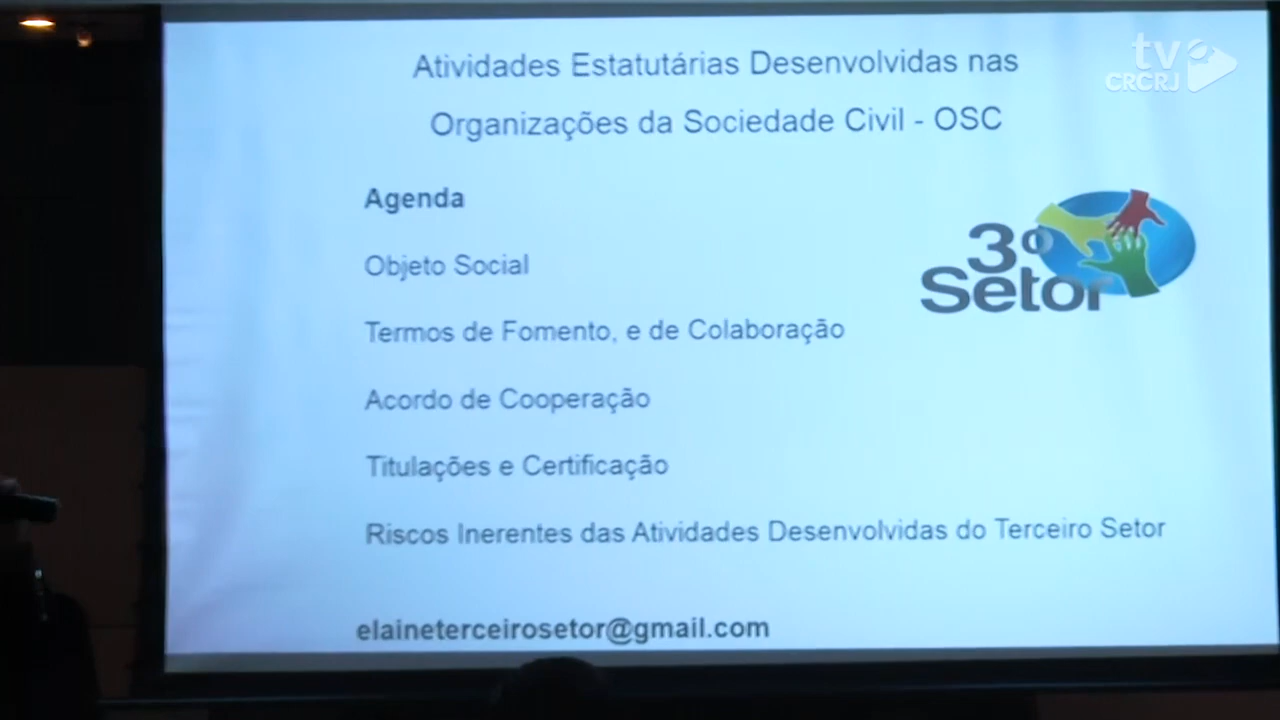 Atividades Estatutárias Desenvolvidas nas
Organizações da Sociedade Civil - OSC
tv
CRCRJ
Agenda
3º
Setor
Objeto Social
Termos de Fomento, e de Colaboração
Acordo de Cooperação
Titulações e Certificação
Riscos Inerentes das Atividades Desenvolvidas do Terceiro Setor
elaineterceirosetor@gmail.com